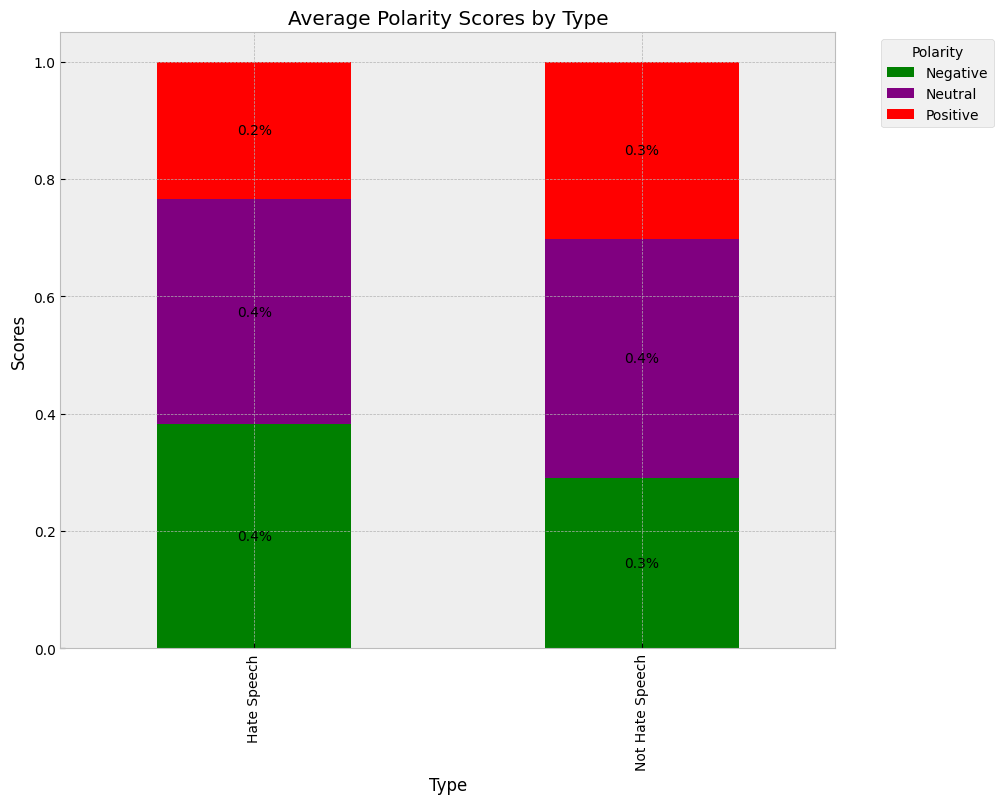 Average Polarity Scores by Type
Polarity
Negative
Neutral
Positive
Scores
1.0
0.8
0.6
0.4
0.2
0.0
0.2%
0.4%
0.4%
0.3%
0.4%
0.3%
Hate Speech
Not Hate Speech
Type